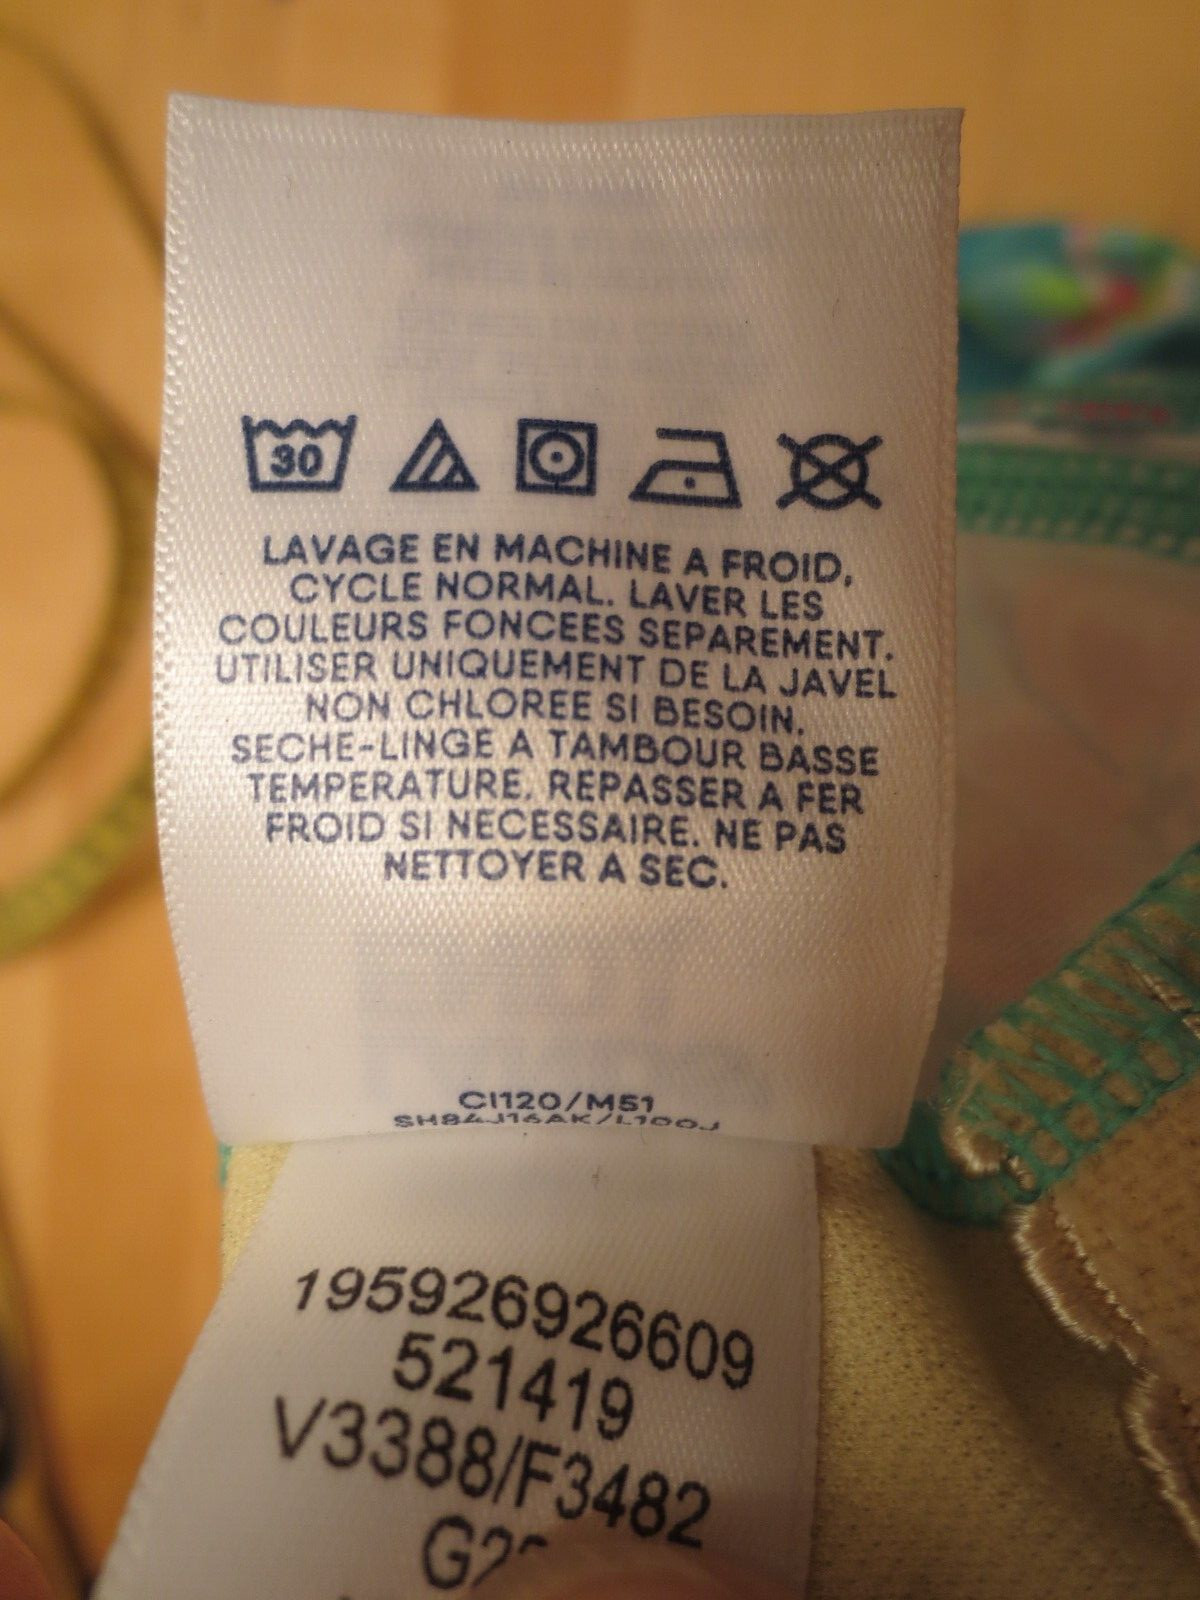 30
LAVAGE EN MACHINE A FROID,
CYCLE NORMAL. LAVER LES
COULEURS FONCEES SEPAREMENT.
UTILISER UNIQUEMENT DE LA JAVEL
NON CHLOREE SI BESOIN.
SECHE-LINGE A TAMBOUR BASSE
TEMPERATURE. REPASSER A FER
FROID SI NECESSAIRE. NE PAS
NETTOYER A SEC.
CI120/M51
SH84J16AK/L100J
195926926609
521419
V3388/F3482